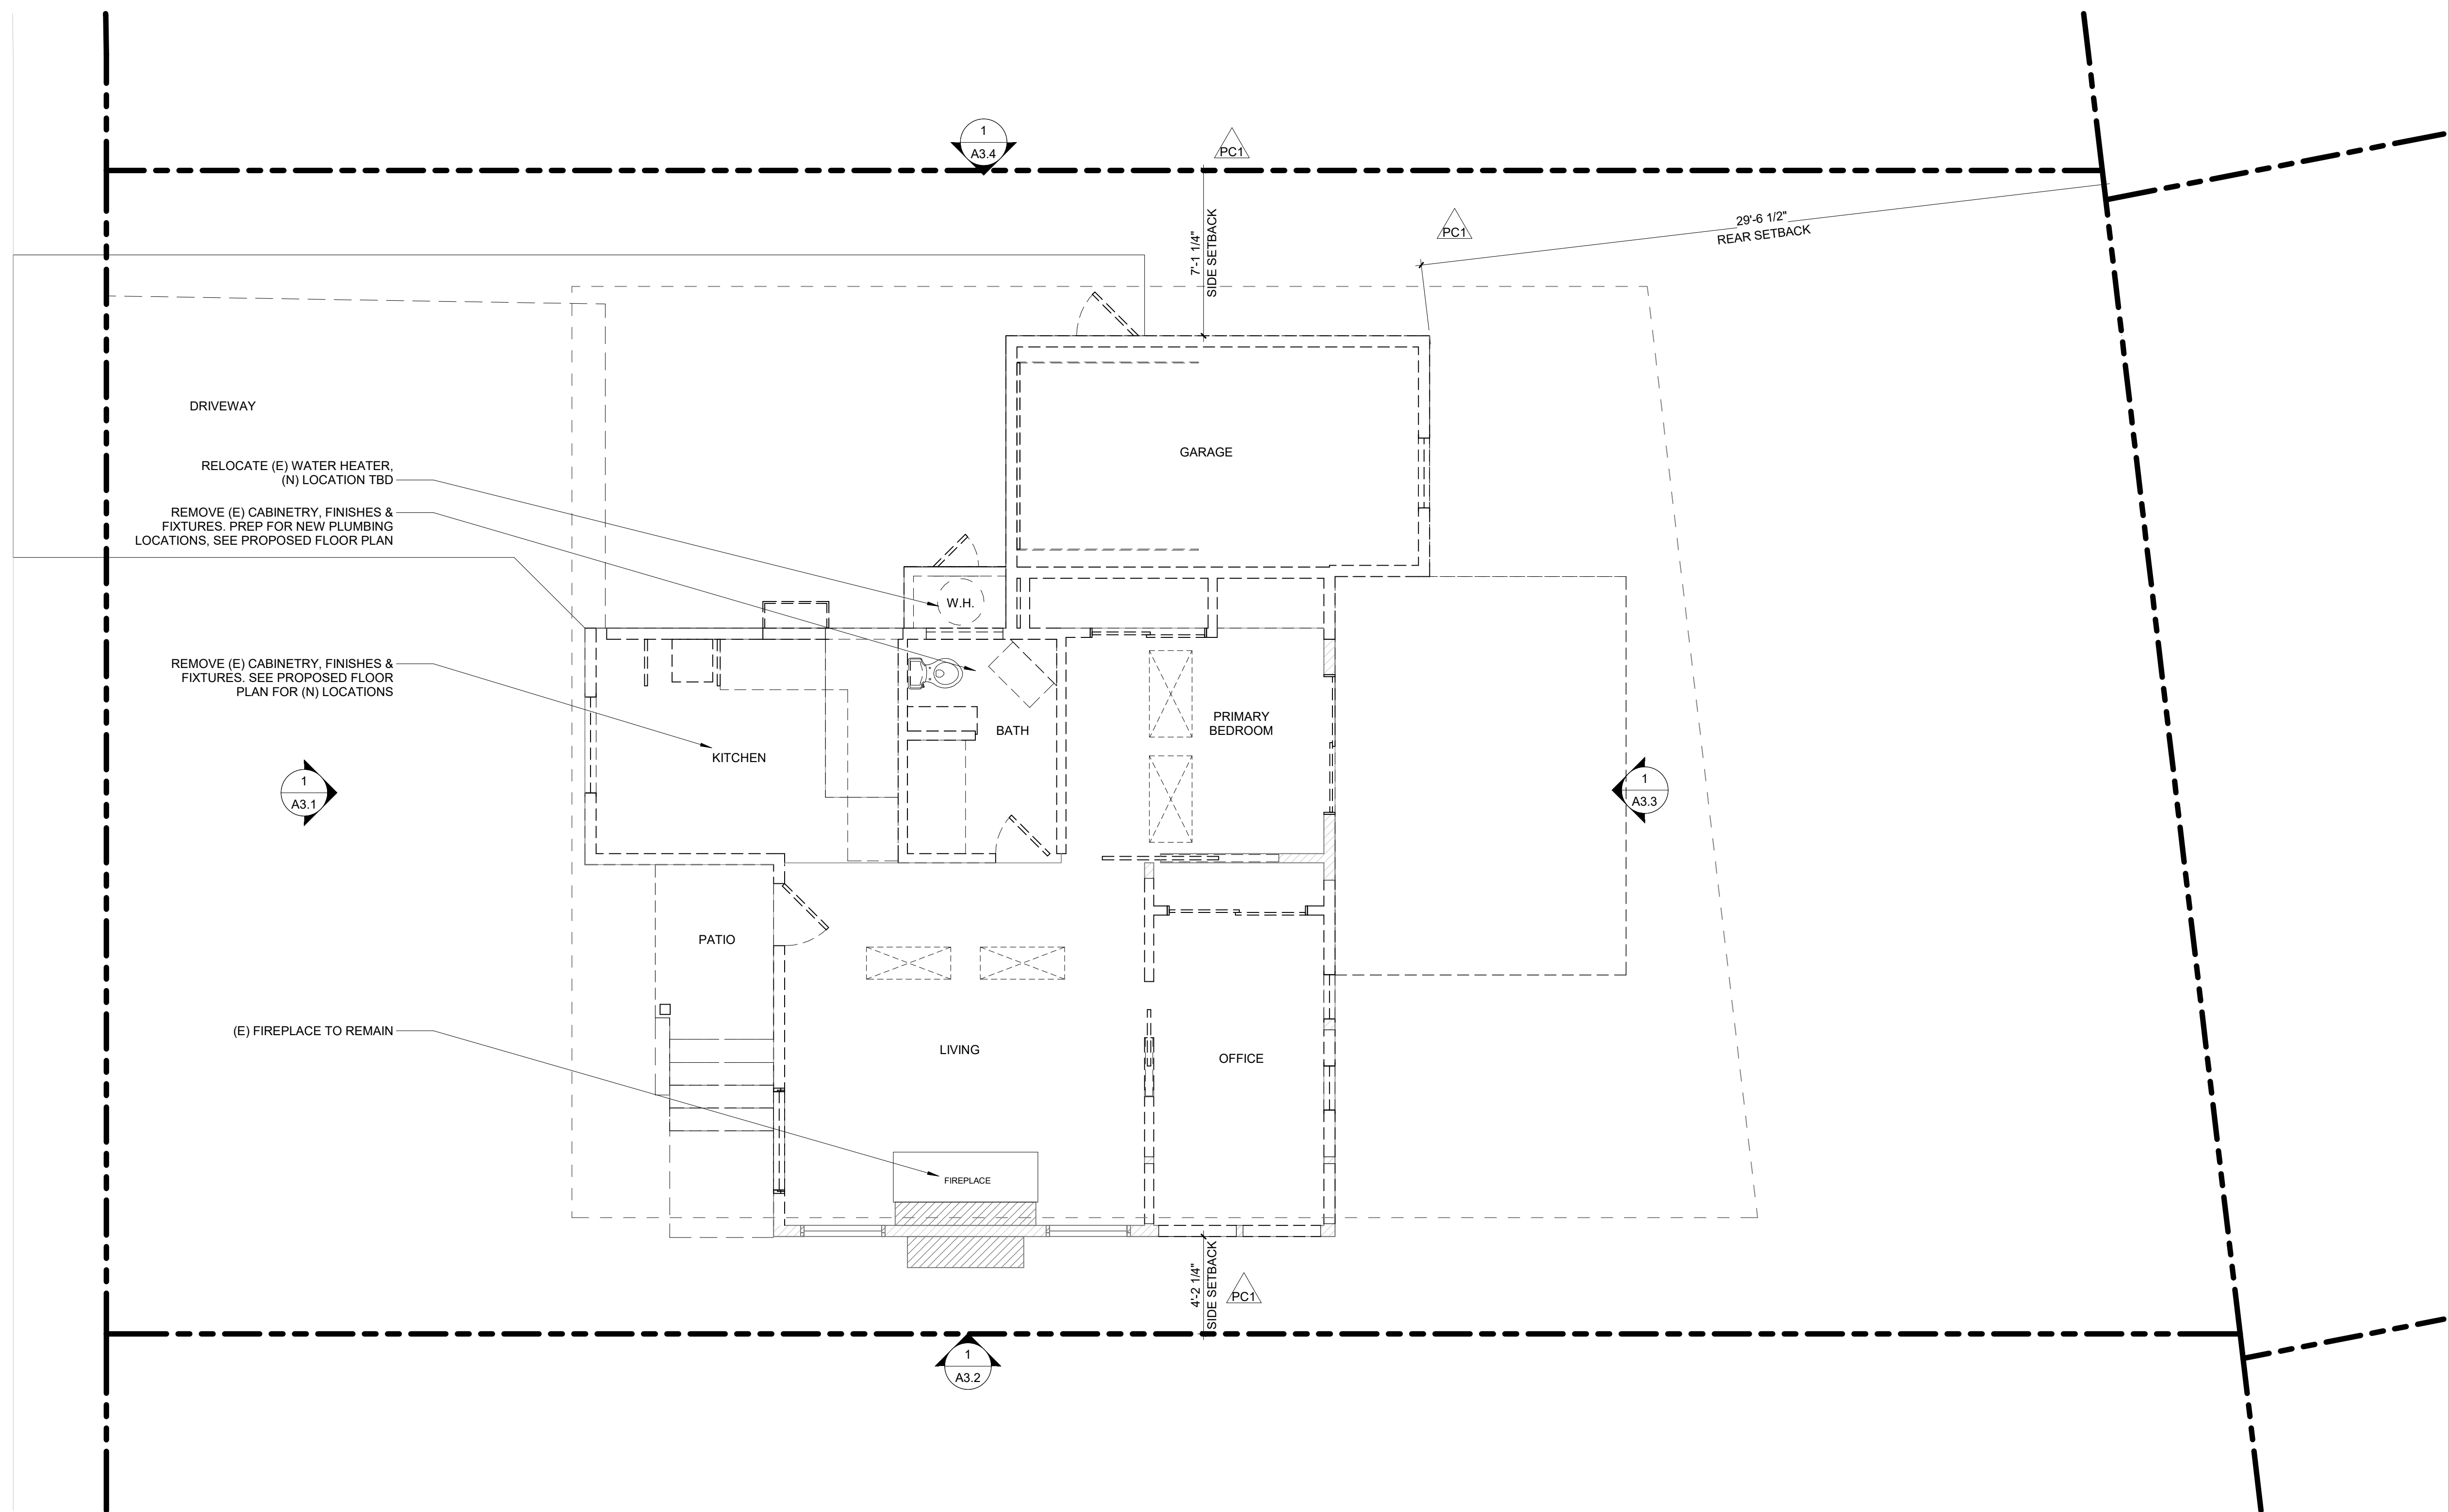 1
A3.4
PC1
7'-1 1/4"
SIDE SETBACK
PC1
29'-6 1/2"
REAR SETBACK
DRIVEWAY
GARAGE
RELOCATE (E) WATER HEATER,
(N) LOCATION TBD
REMOVE (E) CABINETRY, FINISHES &
FIXTURES. PREP FOR NEW PLUMBING
LOCATIONS, SEE PROPOSED FLOOR PLAN
W.H.
REMOVE (E) CABINETRY, FINISHES &
FIXTURES. SEE PROPOSED FLOOR
PLAN FOR (N) LOCATIONS
KITCHEN
BATH
PRIMARY
BEDROOM
1
A3.1
1
A3.3
PATIO
(E) FIREPLACE TO REMAIN
LIVING
OFFICE
FIREPLACE
4'-2 1/4"
SIDE SETBACK
PC1
1
A3.2